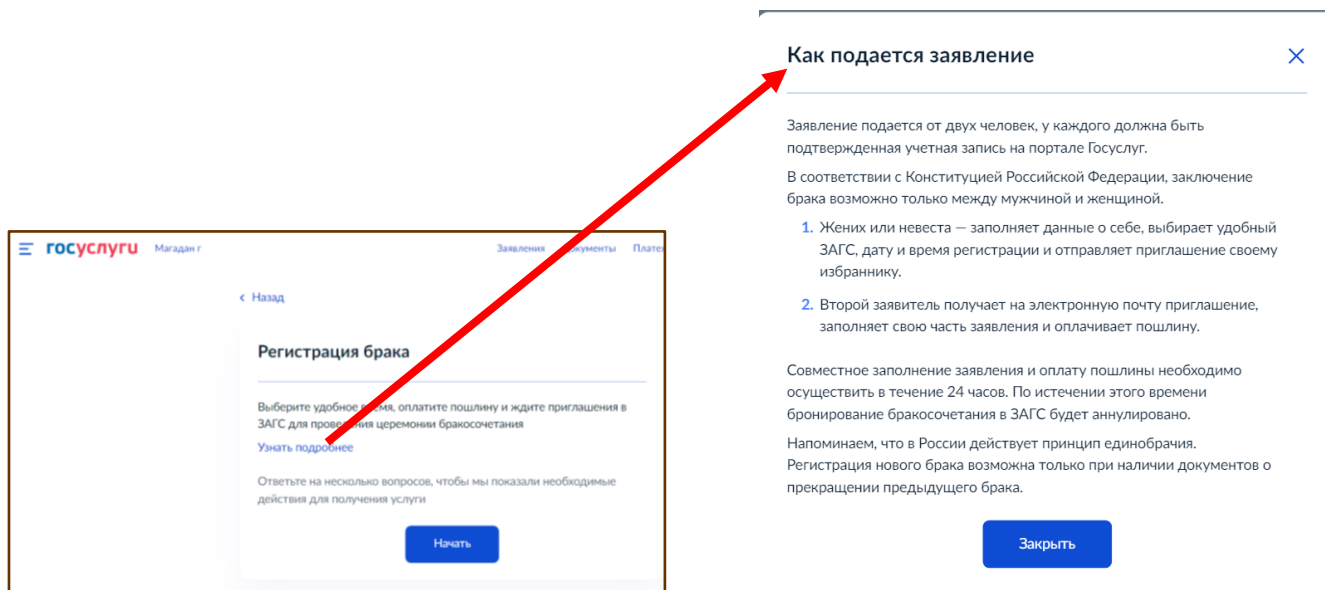 госуслуги Магадан г Заявления Документы
Назад
Регистрация брака
Выберите удобное время, оплатите пошлину и ждите приглашения в
ЗАГС для проведения церемонии бракосочетания
Узнать подробнее
Ответьте на несколько вопросов, чтобы мы показали необходимые
действия для получения услуги
Начать
Как подается заявление
Заявление подается от двух человек, у каждого должна быть
подтвержденная учетная запись на портале Госуслуг.
В соответствии с Конституцией Российской Федерации, заключение
брака возможно только между мужчиной и женщиной.
1. Жених или невеста — заполняет данные о себе, выбирает удобный
ЗАГС, дату и время регистрации и отправляет приглашение своему
избраннику.
2. Второй заявитель получает на электронную почту приглашение,
заполняет свою часть заявления и оплачивает пошлину.
Совместное заполнение заявления и оплату пошлины необходимо
осуществить в течение 24 часов. По истечении этого времени
бронирование бракосочетания в ЗАГС будет аннулировано.
Напоминаем, что в России действует принцип единобрачия.
Регистрация нового брака возможна только при наличии документов о
прекращении предыдущего брака.
Закрыть